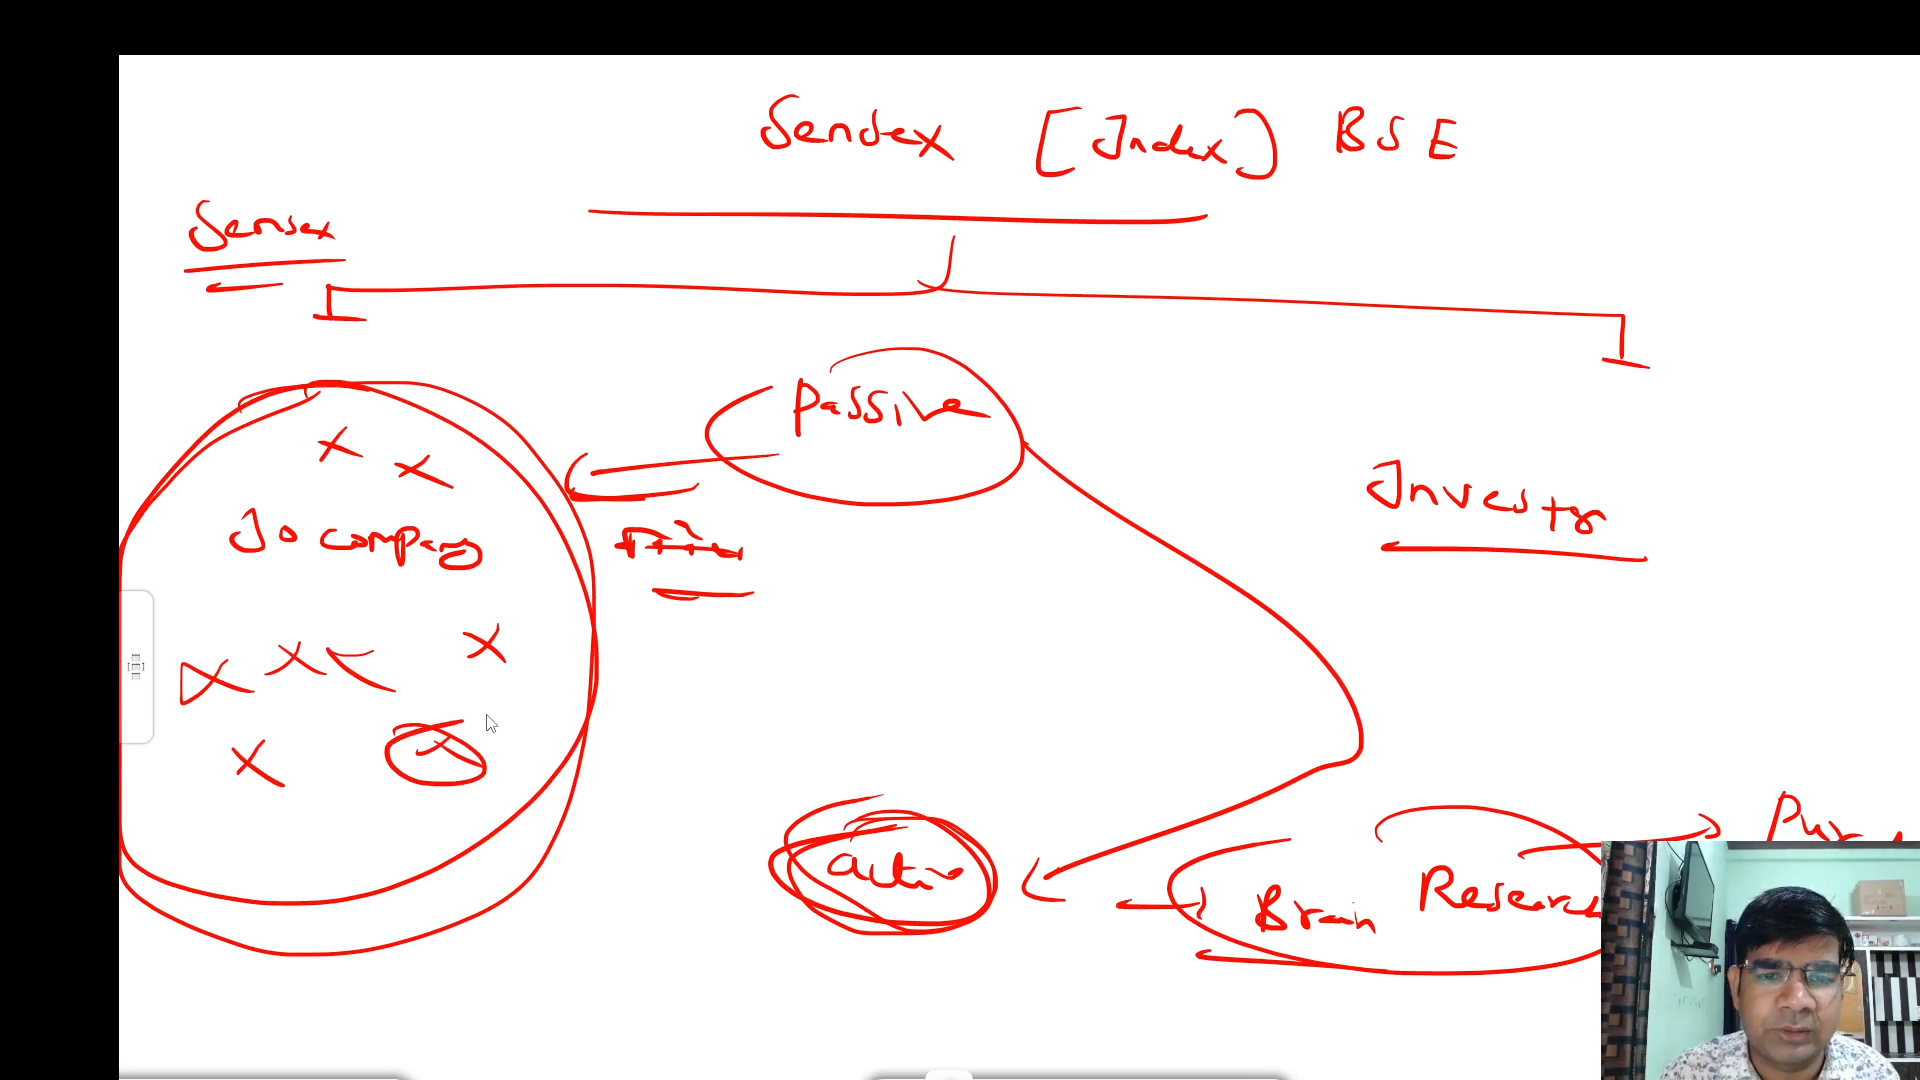 Sensex [Index] BSE
Sensex
Passive
Investor
30 company
active
Brain Research